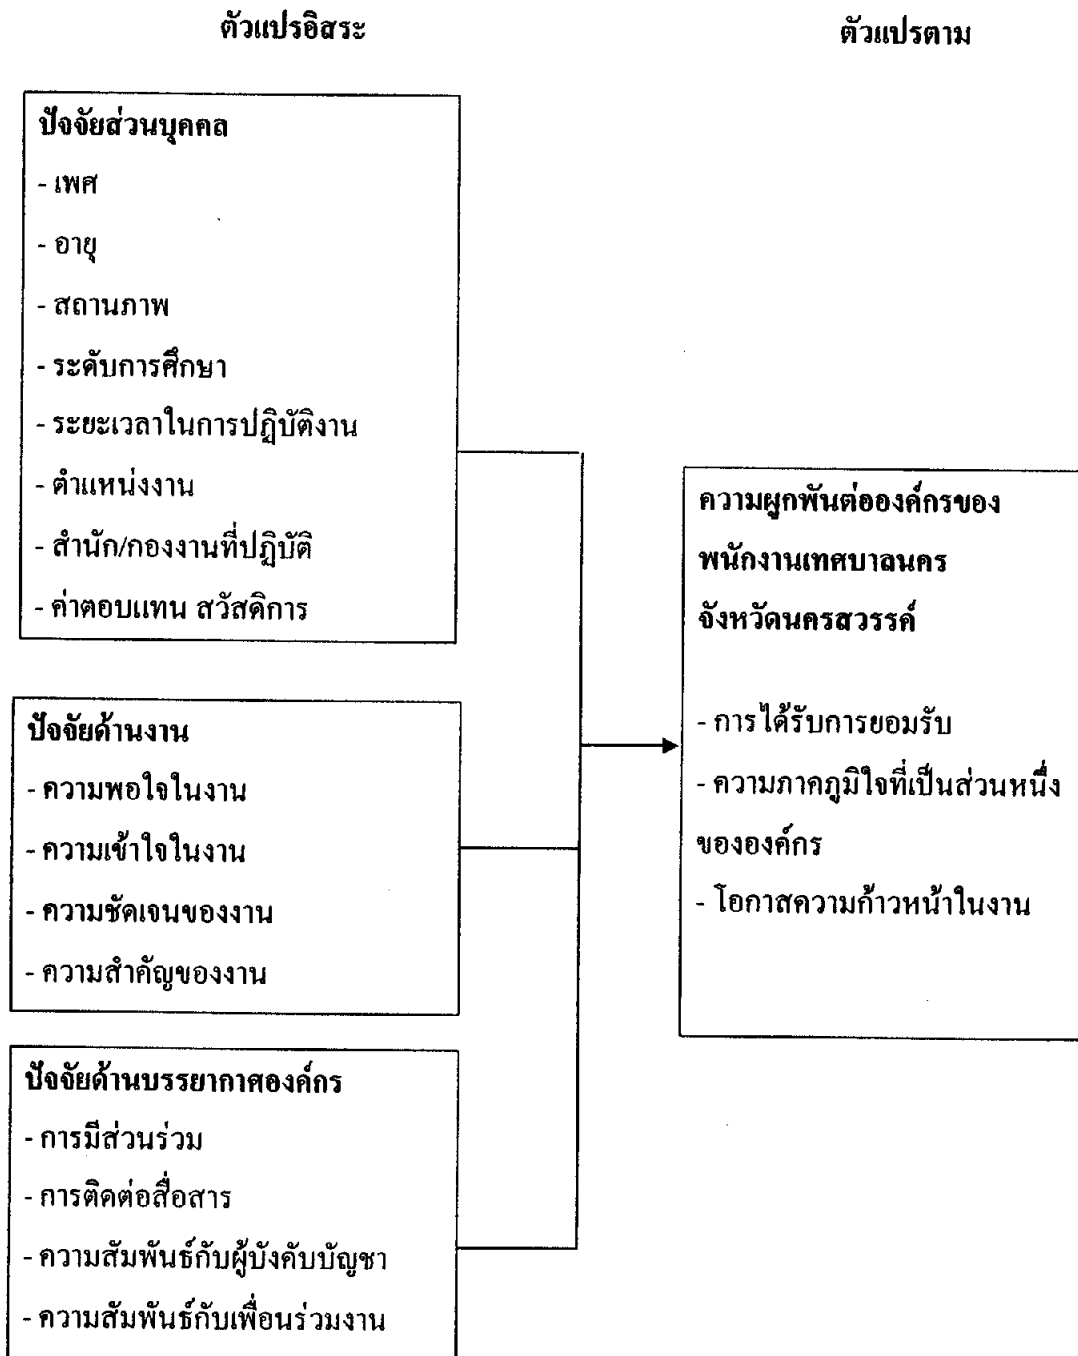 ตัวแปรอิสระ
ตัวแปรตาม
ปัจจัยส่วนบุคคล
- เพศ
- อายุ
- สถานภาพ
- ระดับการศึกษา
- ระยะเวลาในการปฏิบัติงาน
- ตำแหน่งงาน
- สำนัก/กองงานที่ปฏิบัติ
- ค่าตอบแทน สวัสดิการ
ปัจจัยด้านงาน
- ความพอใจในงาน
- ความเข้าใจในงาน
- ความชัดเจนของงาน
- ความสำคัญของงาน
ปัจจัยด้านบรรยากาศองค์กร
- การมีส่วนร่วม
- การติดต่อสื่อสาร
- ความสัมพันธ์กับผู้บังคับบัญชา
- ความสัมพันธ์กับเพื่อนร่วมงาน
ความผูกพันต่อองค์กรของ
พนักงานเทศบาลนคร
จังหวัดนครสวรรค์
- การได้รับการยอมรับ
- ความภาคภูมิใจที่เป็นส่วนหนึ่ง
ขององค์กร
- โอกาสความก้าวหน้าในงาน